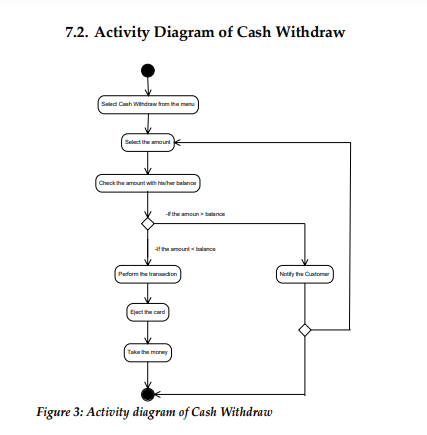 7.2. Activity Diagram of Cash Withdraw
Select Cash Withdraw from the menu
Select the amount
Check the amount with his/her balance
-If the amoun > balance
-If the amount < balance
Perform the transaction
Notify the Customer
Eject the card
Take the money
Figure 3: Activity diagram of Cash Withdraw